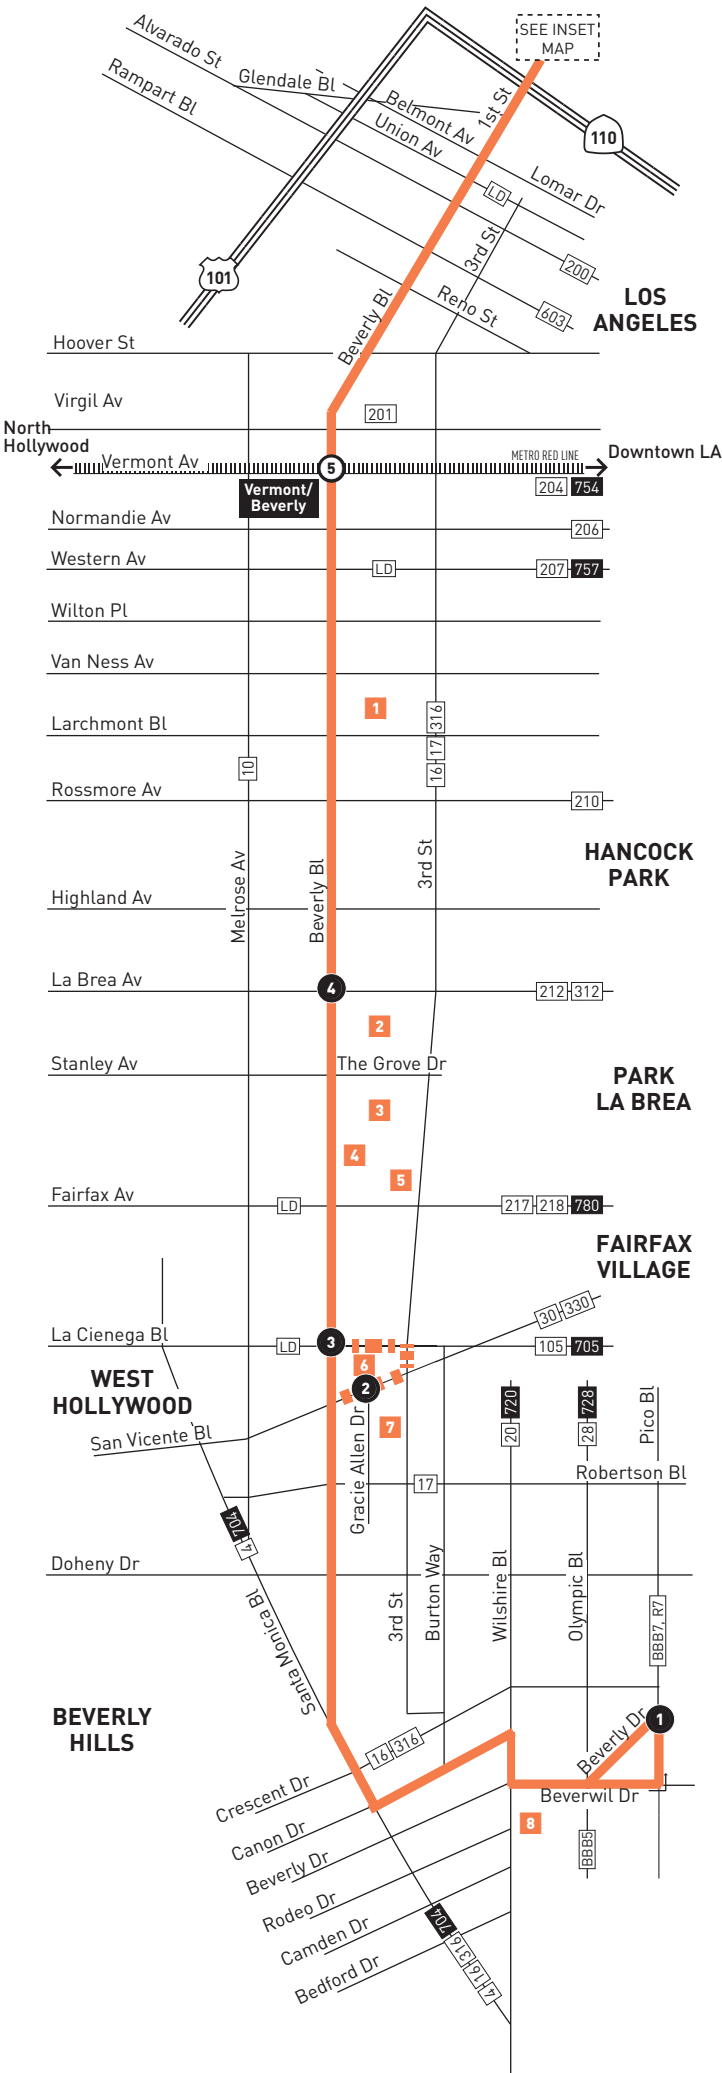 SEE INSET
MAP
Alvarado St
Glendale Bl
Rampart Bl
Belmont Av
Union Av
1st St
110
Lomar Dr
LD
3rd St
200
101
Reno St
603
LOS
ANGELES
Beverly Bl
Hoover St
Virgil Av
201
North
Hollywood
Vermont Av
5
METRO RED LINE
Downtown LA
Vermont/
Beverly
204 754
Normandie Av
206
Western Av
LD
207 757
Wilton Pl
Van Ness Av
1
Larchmont Bl
16 17 316
10
Rossmore Av
210
HANCOCK
PARK
Melrose Av
Beverly Bl
3rd St
Highland Av
La Brea Av
4
212 312
2
Stanley Av
The Grove Dr
PARK
LA BREA
3
4
5
Fairfax Av
LD
217 218 780
FAIRFAX
VILLAGE
30 330
La Cienega Bl
LD
3
105 705
6
WEST
HOLLYWOOD
2
7
San Vicente Bl
Gracie Allen Dr
20 720
28 728
Pico Bl
Robertson Bl
17
704
4
Doheny Dr
Santa Monica Bl
3rd St
Burton Way
Wilshire Bl
Olympic Bl
BBB7, R7
BEVERLY
HILLS
1
16 316
Beverly Dr
Beverwil Dr
Crescent Dr
8
Canon Dr
BBB5
Beverly Dr
Rodeo Dr
Camden Dr
Bedford Dr
704
4 16 316